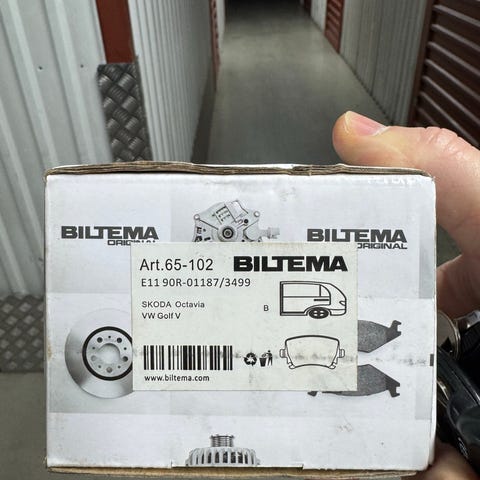 BILTEMA
ORIGINAL
BILTEMA
ORIGINAL
Art.65-102 BILTEMA
E11 90R-01187/3499
SKODA Octavia
VW Golf V
B
www.biltema.com